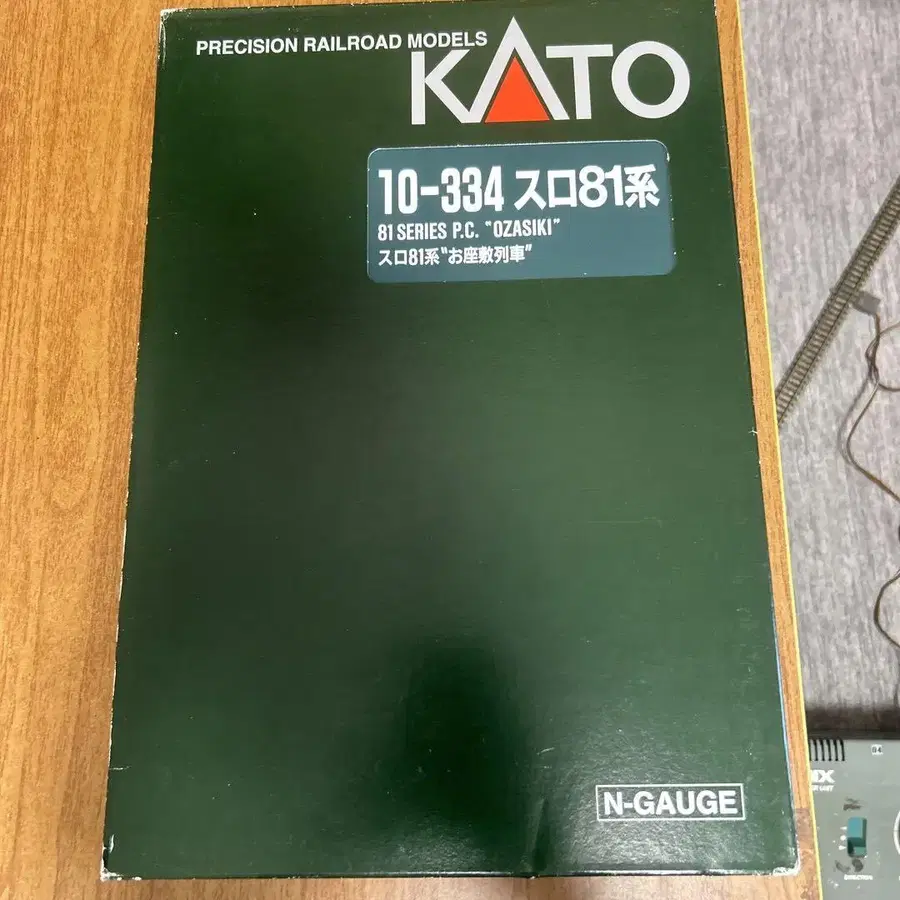 PRECISION RAILROAD MODELS
KATO
10-334 スロ81系
81 SERIES P.C. "OZASIKI"
スロ81系"お座敷列車"
N-GAUGE